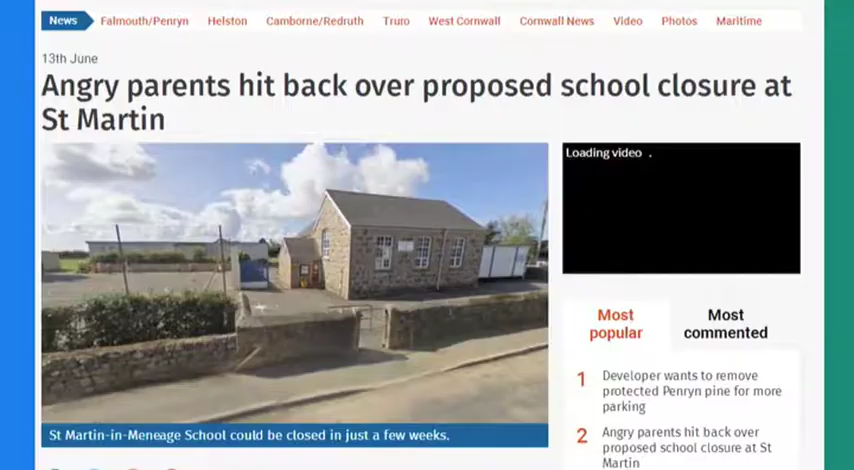 News Falmouth/Penryn Helston Camborne/Redruth Truro West Cornwall Cornwall News Video Photos Maritime
13th June
Angry parents hit back over proposed school closure at
St Martin
Loading video .
St Martin-in-Meneage School could be closed in just a few weeks.
Most
popular
Most
commented
1 Developer wants to remove
protected Penryn pine for more
parking
2 Angry parents hit back over
proposed school closure at St
Martin